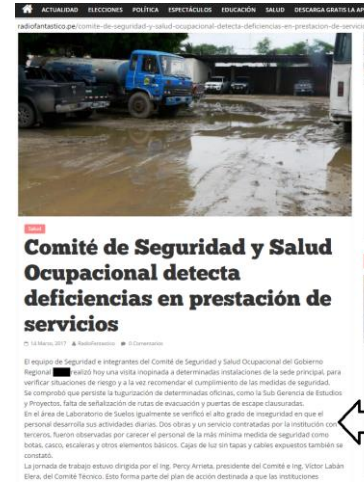 ACTUALIDAD ELECCIONES POLÍTICA ESPECTÁCULOS EDUCACIÓN SALUD DESCARGA GRATIS LA AP
radiofantastico.pe/comite-de-seguridad-y-salud-ocupacional-detecta-deficiencias-en-prestacion-de-servicio
Salud
Comité de Seguridad y Salud
Ocupacional detecta
deficiencias en prestación de
servicios
14 Marzo, 2017 Radiofantastico 0 Comentarios
El equipo de Seguridad e integrantes del Comité de Seguridad y Salud Ocupacional del Gobierno
Regional realizó hoy una visita inopinada a determinadas instalaciones de la sede principal, para
verificar situaciones de riesgo y a la vez recomendar el cumplimiento de las medidas de seguridad.
Se comprobó que persiste la tugurización de determinadas oficinas, como la Sub Gerencia de Estudios
y Proyectos, falta de señalización de rutas de evacuación y puertas de escape clausuradas.
En el área de Laboratorio de Suelos igualmente se verificó el alto grado de inseguridad en que el
personal desarrolla sus actividades diarias. Dos obras y un servicio contratadas por la institución con
terceros, fueron observadas por carecer el personal de la más mínima medida de seguridad como
botas, casco, escaleras y otros elementos básicos. Cajas de luz sin tapas y cables expuestos también se
constató.
La jornada de trabajo estuvo dirigida por el Ing. Percy Arrieta, presidente del Comité e Ing. Víctor Labán
Elera, del Comité Técnico. Esto forma parte del plan de acción destinada a que las instituciones